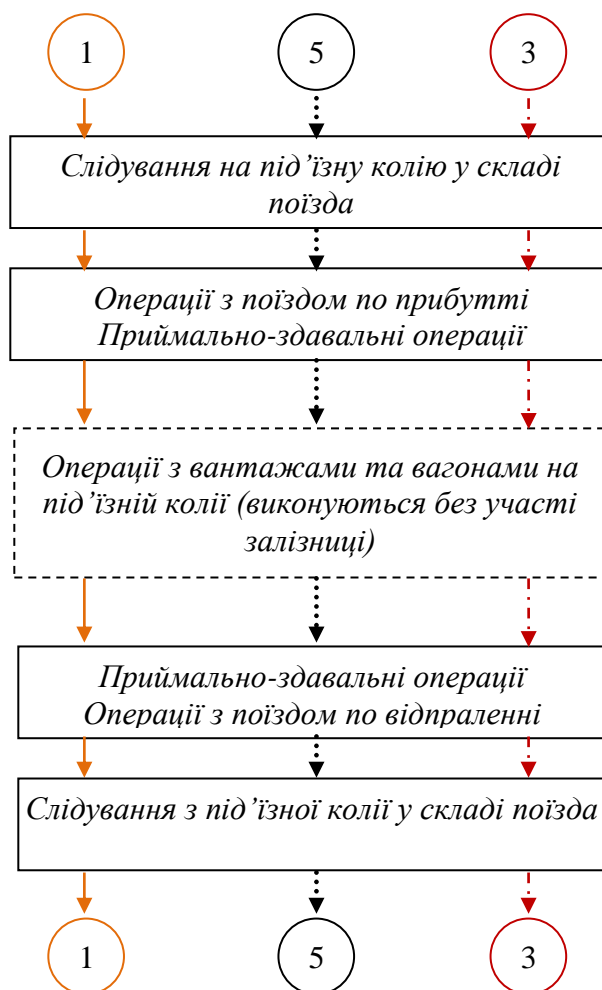 1 5 3
Слідування на під’їзну колію у складі
поїзда
Операції з поїздом по прибутті
Приймально-здавальні операції
Операції з вантажами та вагонами на
під’їзній колії (виконуються без участі
залізниці)
Приймально-здавальні операції
Операції з поїздом по відпраленні
Слідування з під’їзної колії у складі поїзда
1 5 3